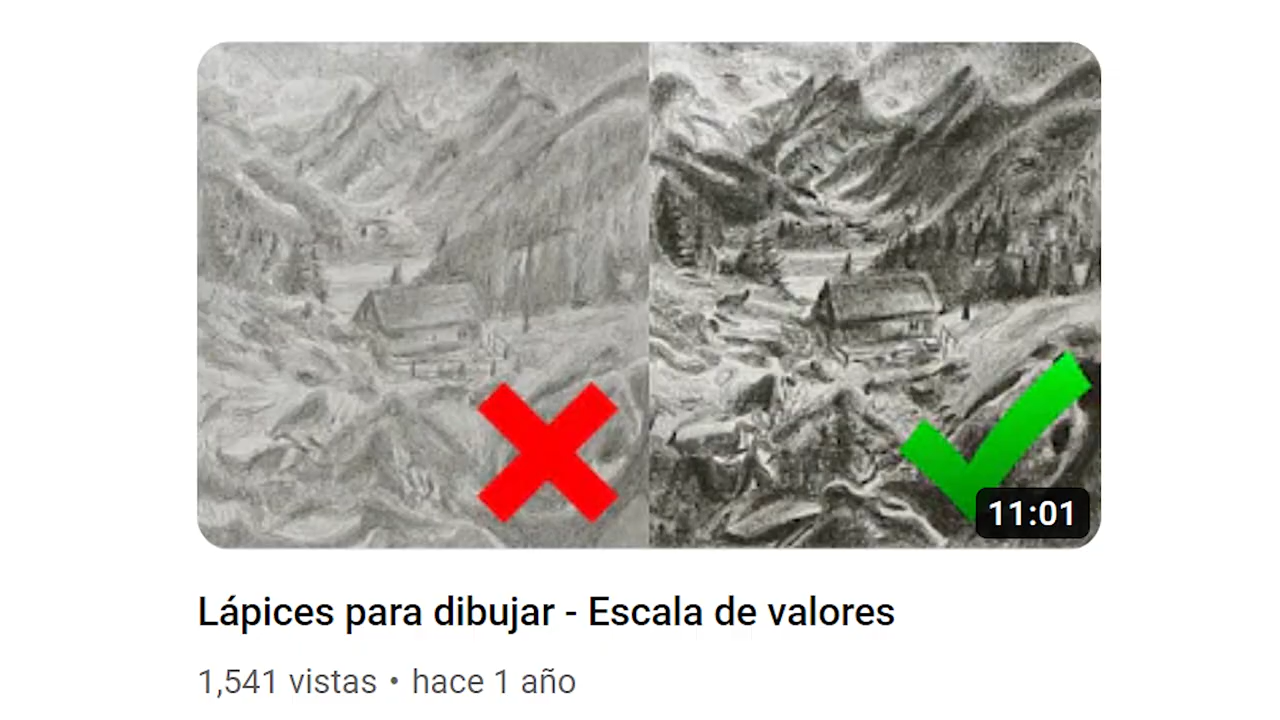 11:01
Lápices para dibujar - Escala de valores
1,541 vistas • hace 1 año